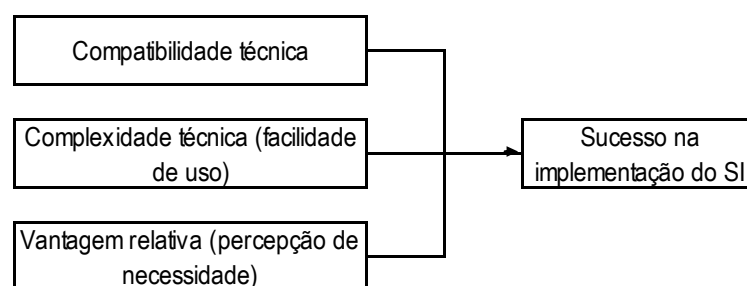 Compatibilidade técnica
Complexidade técnica (facilidade
de uso)
Sucesso na
implementação do SI
Vantagem relativa (percepção de
necessidade)